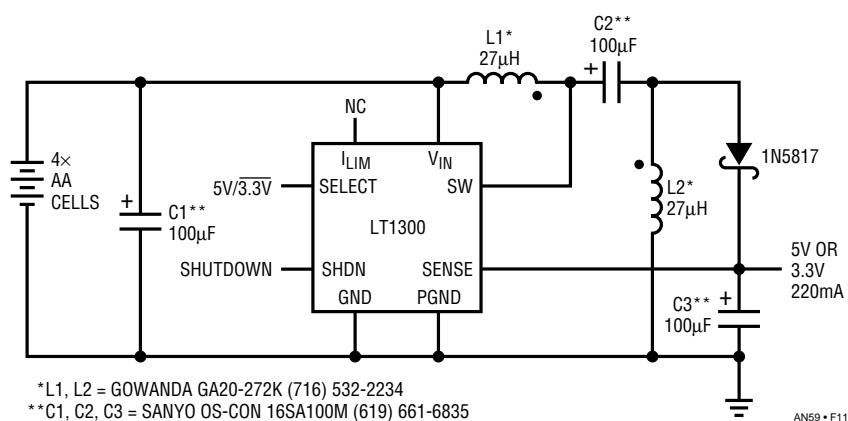 L1*
27µH
C2**
100µF
+
NC
4×
AA
CELLS
+
C1**
100µF
ILIM
VIN
5V/3.3V
SELECT
SW
LT1300
SHUTDOWN
SHDN
SENSE
GND
PGND
L2*
27µH
1N5817
5V OR
3.3V
220mA
C3**
100µF
+
*L1, L2 = GOWANDA GA20-272K (716) 532-2234
**C1, C2, C3 = SANYO OS-CON 16SA100M (619) 661-6835
AN59 • F11